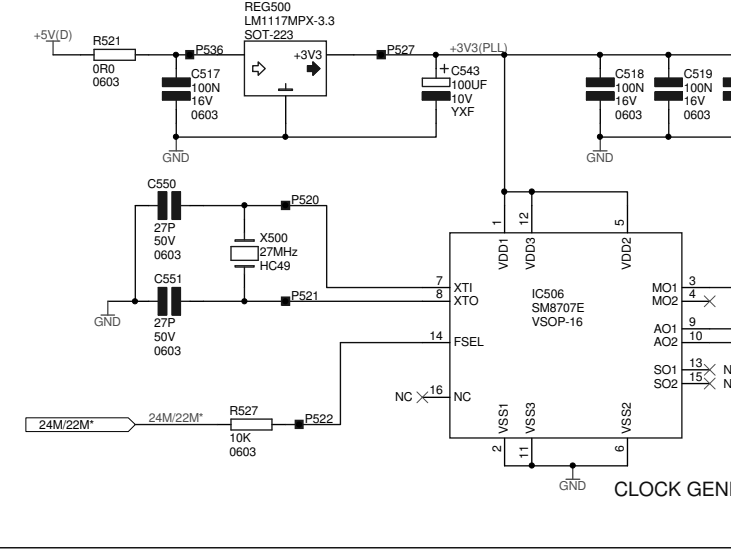 REG500
LM1117MPX-3.3
SOT-223
+5V(D)
R521
0R0
0603
P536
+3V3
P527
+3V3(PLL)
C517
100N
16V
0603
C543
100UF
10V
YXF
C518
100N
16V
0603
C519
100N
16V
0603
GND
GND
C550
27P
50V
0603
P520
X500
27MHz
HC49
C551
27P
50V
0603
P521
GND
1
12
5
VDD1
VDD3
VDD2
7
XTI
8
XTO
IC506
SM8707E
VSOP-16
MO1
3
MO2
4
AO1
9
AO2
10
14
FSEL
SO1
13
N
SO2
15
N
NC
16
NC
VSS1
VSS3
VSS2
2
11
6
GND
24M/22M*
24M/22M*
R527
10K
0603
P522
CLOCK GEN